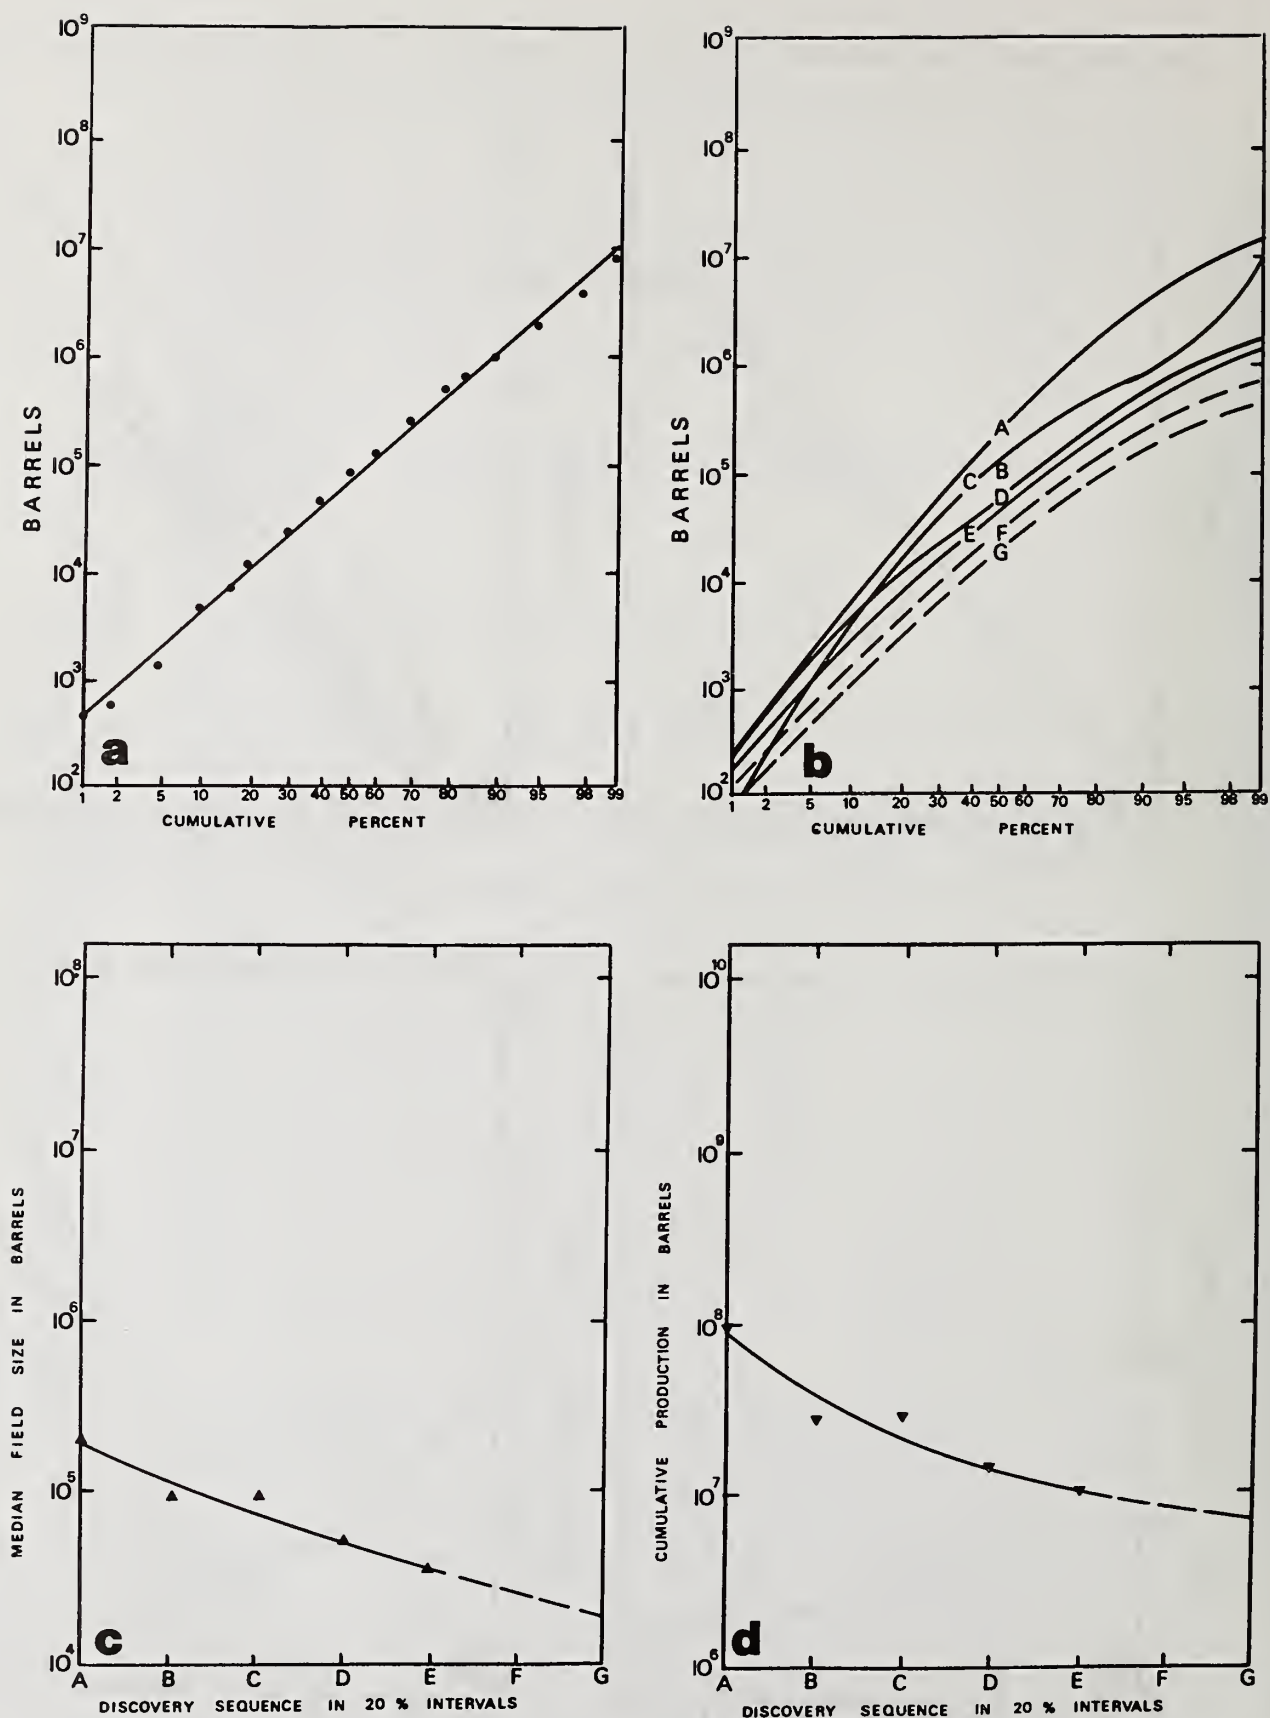 10⁹
10⁸
10⁷
10⁶
10⁵
10⁴
10³
10²
BARRELS
a
1 2 5 10 20 30 40 50 60 70 80 90 95 98 99
CUMULATIVE PERCENT
10⁹
10⁸
10⁷
10⁶
10⁵
10⁴
10³
10²
BARRELS
A
B
C
D
E
F
G
b
1 2 5 10 20 30 40 50 60 70 80 90 95 98 99
CUMULATIVE PERCENT
10⁸
10⁷
10⁶
10⁵
10⁴
MEDIAN FIELD SIZE IN BARRELS
c
A B C D E F G
DISCOVERY SEQUENCE IN 20 % INTERVALS
10¹⁰
10⁹
10⁸
10⁷
10⁶
CUMULATIVE PRODUCTION IN BARRELS
d
A B C D E F G
DISCOVERY SEQUENCE IN 20 % INTERVALS